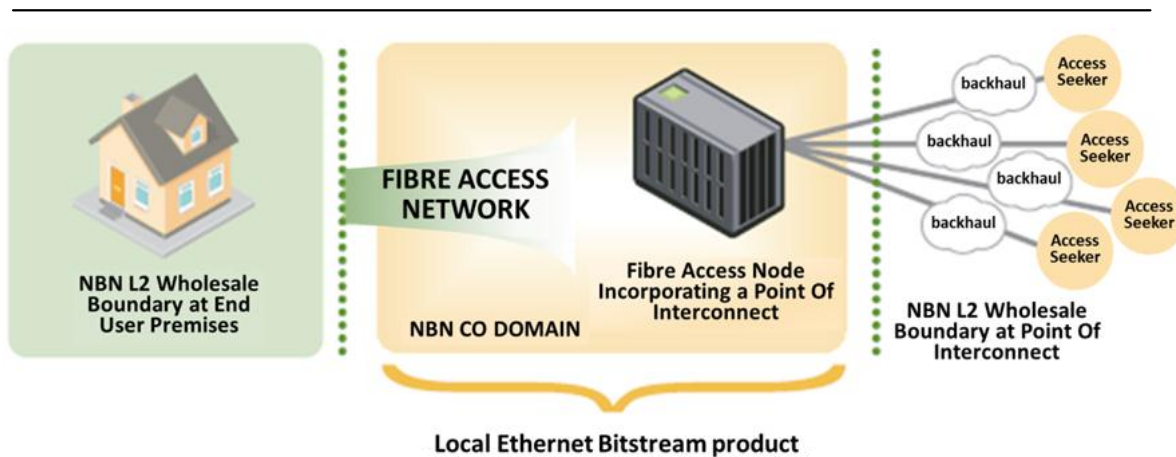 NBN L2 Wholesale
Boundary at End
User Premises
FIBRE ACCESS
NETWORK
NBN CO DOMAIN
Fibre Access Node
Incorporating a Point Of
Interconnect
backhaul
Access
Seeker
backhaul
Access
Seeker
backhaul
Access
Seeker
backhaul
Access
Seeker
NBN L2 Wholesale
Boundary at Point Of
Interconnect
Local Ethernet Bitstream product